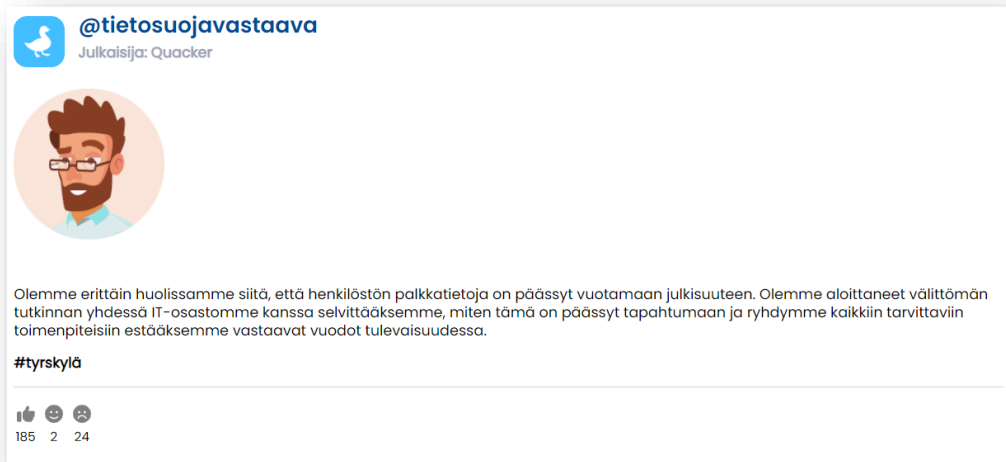 @tietosuojavastaava
Julkaisija: Quacker
Olemme erittäin huolissamme siitä, että henkilöstön palkkatietoja on päässyt vuotamaan julkisuuteen. Olemme aloittaneet välittömän
tutkinnan yhdessä IT-osastomme kanssa selvittääksemme, miten tämä on päässyt tapahtumaan ja ryhdymme kaikkiin tarvittaviin
toimenpiteisiin estääksemme vastaavat vuodot tulevaisuudessa.
#tyrskylä
185 2 24